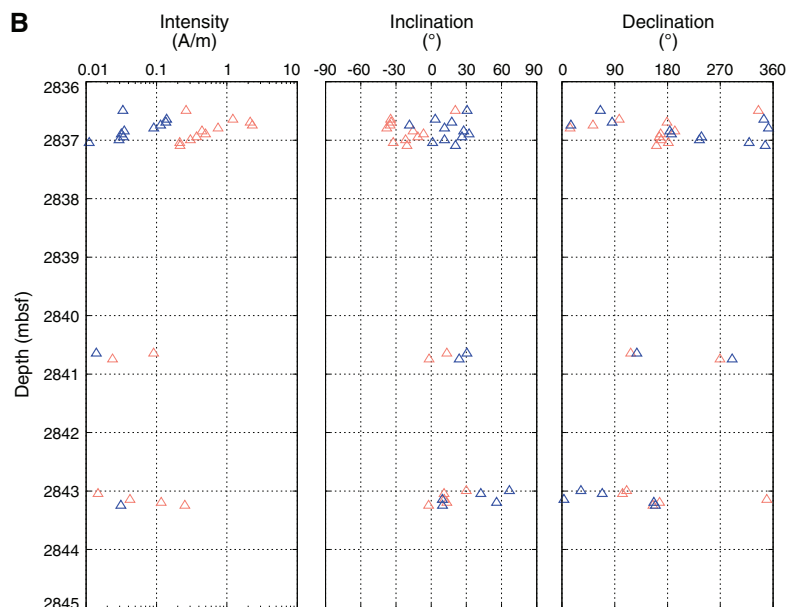 B
Intensity Inclination Declination
(A/m) (°) (°)
0.01 0.1 1 10 -90 -60 -30 0 30 60 90 0 90 180 270 360
2836
2837
2838
2839
2840
2841
2842
2843
2844
2845
Depth (mbsf)